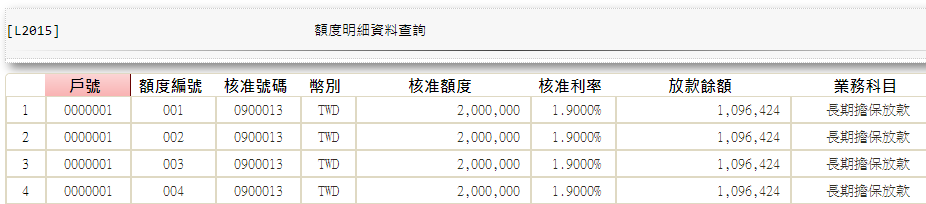 [L2015] 額度明細資料查詢
戶號 額度編號 核准號碼 幣別 核准額度 核准利率 放款餘額 業務科目
1 0000001 001 0900013 TWD 2,000,000 1.9000% 1,096,424 長期擔保放款
2 0000001 002 0900013 TWD 2,000,000 1.9000% 1,096,424 長期擔保放款
3 0000001 003 0900013 TWD 2,000,000 1.9000% 1,096,424 長期擔保放款
4 0000001 004 0900013 TWD 2,000,000 1.9000% 1,096,424 長期擔保放款